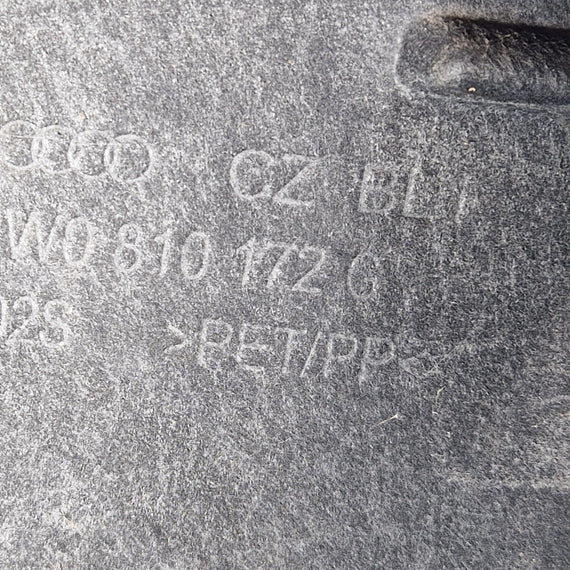 CZ BLI
W0 810 172 G
02S
>PET/PP<